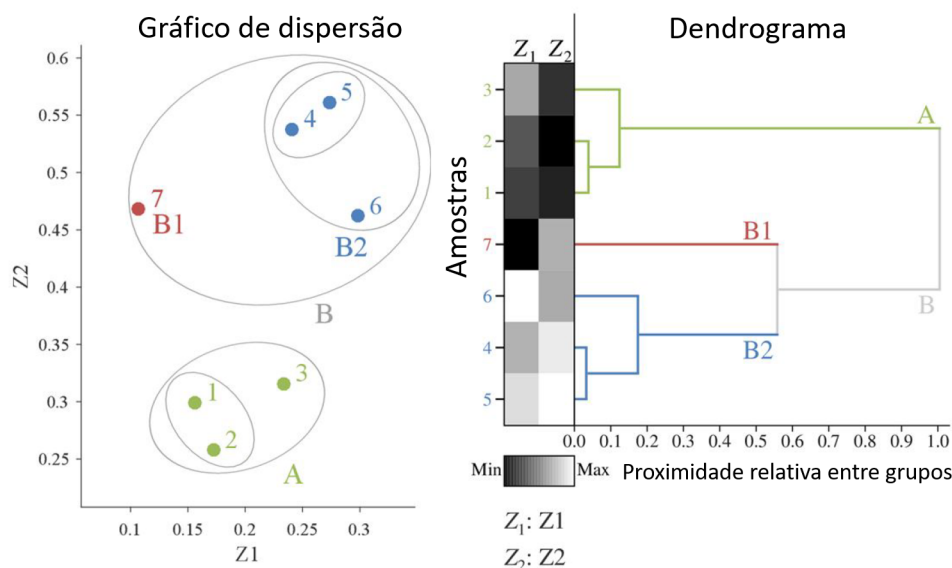 Gráfico de dispersão
0.6
0.55
0.5
0.45
0.4
0.35
0.3
0.25
Z2
5
4
7
B1
6
B2
B
3
1
2
A
0.1 0.15 0.2 0.25 0.3
Z1
Dendrograma
Z1 Z2
Amostras
3
2
1
7
6
4
5
A
B1
B
B2
0.0 0.1 0.2 0.3 0.4 0.5 0.6 0.7 0.8 0.9 1.0
Min Max
Proximidade relativa entre grupos
Z1: Z1
Z2: Z2